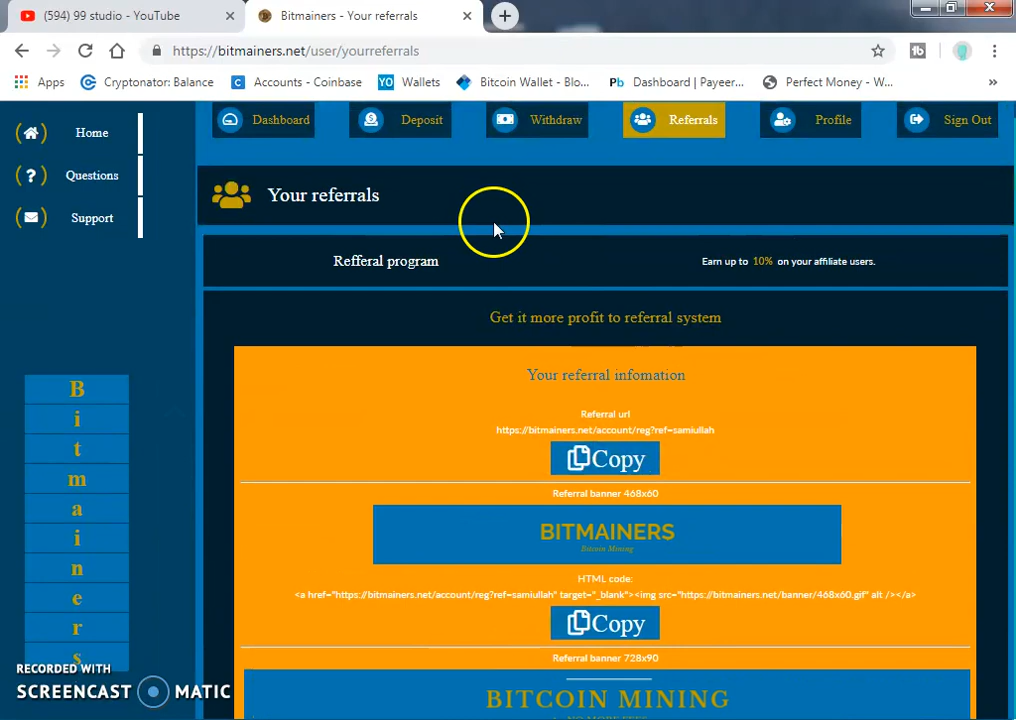 (594) 99 studio - YouTube
Bitmainers - Your referrals
https://bitmainers.net/user/yourreferrals
Apps
Cryptonator: Balance
Accounts - Coinbase
YO Wallets
Bitcoin Wallet - Blo...
Pb Dashboard | Payeer...
Perfect Money - W...
»
Home
Questions
Support
Dashboard
Deposit
Withdraw
Referrals
Profile
Sign Out
Your referrals
Refferal program
Earn up to 10% on your affiliate users.
Get it more profit to referral system
Your referral infomation
Referral url
https://bitmainers.net/account/reg?ref=samiullah
Copy
Referral banner 468x60
BITMAINERS
Bitcoin Mining
HTML code:
<a href="https://bitmainers.net/account/reg?ref=samiullah" target="_blank"><img src="https://bitmainers.net/banner/468x60.gif" alt /></a>
Copy
Referral banner 728x90
BITCOIN MINING
B
i
t
m
a
i
n
e
r
s
RECORDED WITH
SCREENCAST MATIC